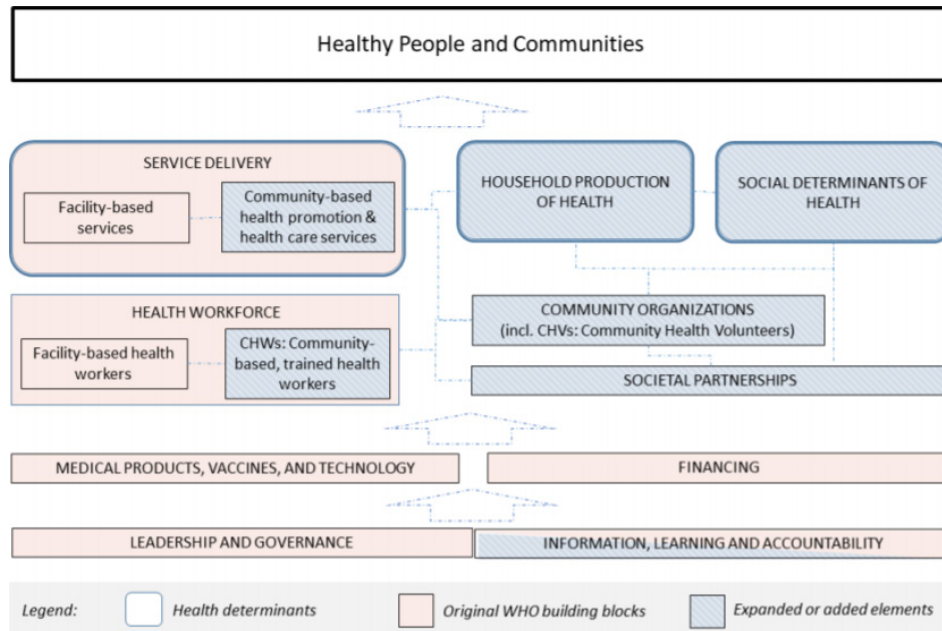 Healthy People and Communities
SERVICE DELIVERY
Facility-based
services
Community-based
health promotion &
health care services
HOUSEHOLD PRODUCTION
OF HEALTH
SOCIAL DETERMINANTS OF
HEALTH
HEALTH WORKFORCE
Facility-based health
workers
CHWs: Community-
based, trained health
workers
COMMUNITY ORGANIZATIONS
(incl. CHVs: Community Health Volunteers)
SOCIETAL PARTNERSHIPS
MEDICAL PRODUCTS, VACCINES, AND TECHNOLOGY
FINANCING
LEADERSHIP AND GOVERNANCE
INFORMATION, LEARNING AND ACCOUNTABILITY
Legend:
Health determinants
Original WHO building blocks
Expanded or added elements